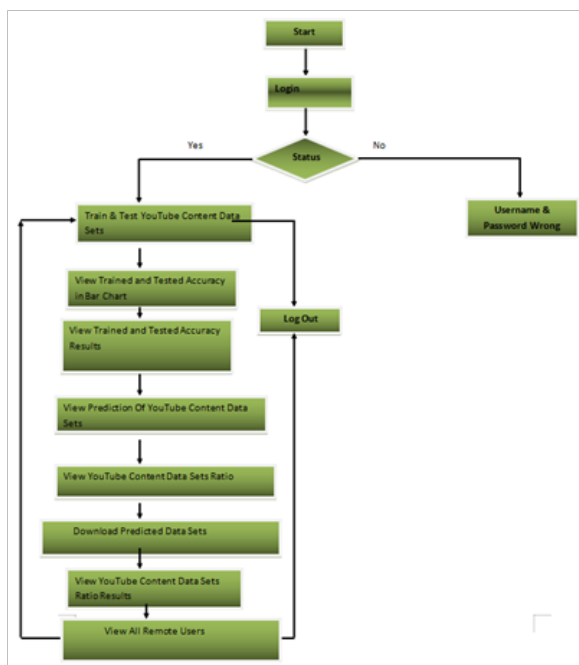 Start
Login
Status
Yes
No
Username &
Password Wrong
Train & Test YouTube Content Data
Sets
View Trained and Tested Accuracy
in Bar Chart
Log Out
View Trained and Tested Accuracy
Results
View Prediction Of YouTube Content Data
Sets
View YouTube Content Data Sets Ratio
Download Predicted Data Sets
View YouTube Content Data Sets
Ratio Results
View All Remote Users